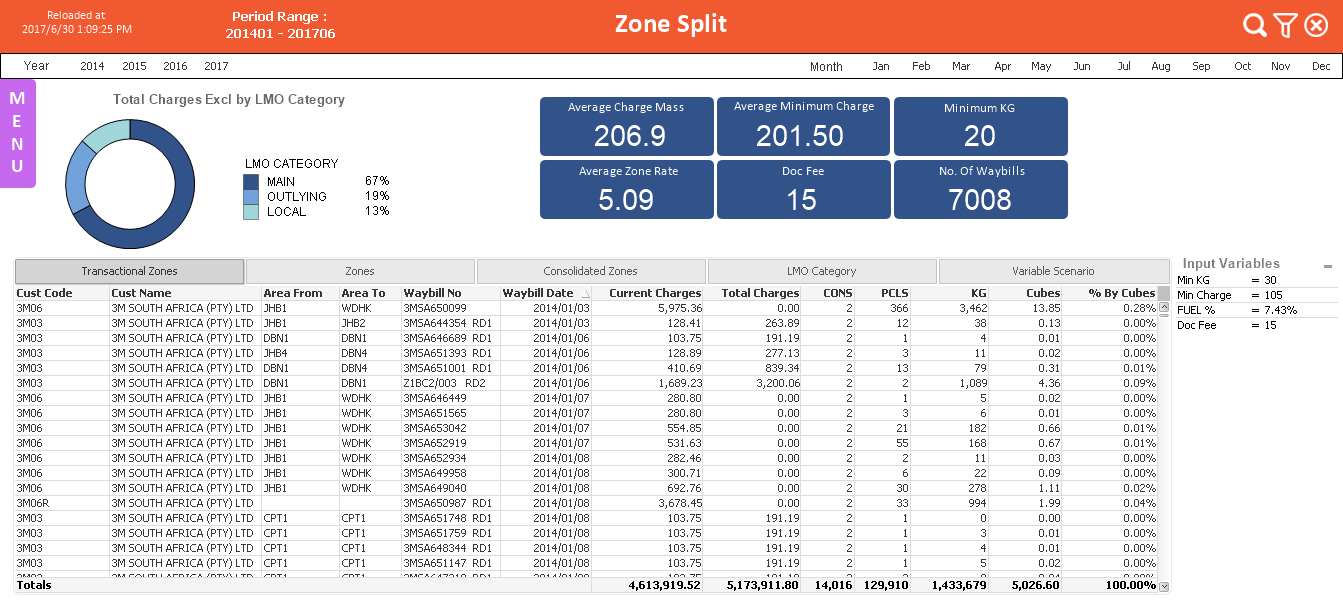 Reloaded at:
2017/6/30 1:09:25 PM
Period Range :
201401 - 201706
Zone Split
Year 2014 2015 2016 2017 Month Jan Feb Mar Apr May Jun Jul Aug Sep Oct Nov Dec
MENU
Total Charges Excl by LMO Category
LMO CATEGORY
MAIN 67%
OUTLYING 19%
LOCAL 13%
Average Charge Mass
206.9
Average Minimum Charge
201.50
Minimum KG
20
Average Zone Rate
5.09
Doc Fee
15
No. Of Waybills
7008
Transactional Zones Zones Consolidated Zones LMO Category Variable Scenario
Cust Code Cust Name Area From Area To Waybill No Waybill Date Current Charges Total Charges CONS PCLS KG Cubes % By Cubes
3M06 3M SOUTH AFRICA (PTY) LTD JHB1 WDHK 3MSA650099 2014/01/03 5,975.36 0.00 2 366 3,462 13.85 0.28%
3M03 3M SOUTH AFRICA (PTY) LTD JHB1 JHB2 3MSA644354 RD1 2014/01/03 128.41 263.89 2 12 38 0.13 0.00%
3M03 3M SOUTH AFRICA (PTY) LTD DBN1 DBN1 3MSA646689 RD1 2014/01/06 103.75 191.19 2 1 4 0.01 0.00%
3M03 3M SOUTH AFRICA (PTY) LTD JHB4 DBN4 3MSA651393 RD1 2014/01/06 128.89 277.13 2 3 11 0.02 0.00%
3M03 3M SOUTH AFRICA (PTY) LTD DBN1 DBN4 3MSA651001 RD1 2014/01/06 410.69 839.34 2 13 79 0.31 0.01%
3M03 3M SOUTH AFRICA (PTY) LTD DBN1 DBN1 Z1BC2/003 RD2 2014/01/06 1,689.23 3,200.06 2 2 1,089 4.36 0.09%
3M06 3M SOUTH AFRICA (PTY) LTD JHB1 WDHK 3MSA646449 2014/01/07 280.80 0.00 2 1 5 0.02 0.00%
3M06 3M SOUTH AFRICA (PTY) LTD JHB1 WDHK 3MSA651565 2014/01/07 280.80 0.00 2 3 6 0.01 0.00%
3M06 3M SOUTH AFRICA (PTY) LTD JHB1 WDHK 3MSA653042 2014/01/07 554.85 0.00 2 21 182 0.66 0.01%
3M06 3M SOUTH AFRICA (PTY) LTD JHB1 WDHK 3MSA652919 2014/01/07 531.63 0.00 2 55 168 0.67 0.01%
3M06 3M SOUTH AFRICA (PTY) LTD JHB1 WDHK 3MSA652934 2014/01/08 282.46 0.00 2 2 11 0.03 0.00%
3M06 3M SOUTH AFRICA (PTY) LTD JHB1 WDHK 3MSA649958 2014/01/08 300.71 0.00 2 6 22 0.09 0.00%
3M06 3M SOUTH AFRICA (PTY) LTD JHB1 WDHK 3MSA649040 2014/01/08 692.76 0.00 2 30 278 1.11 0.02%
3M06R 3M SOUTH AFRICA (PTY) LTD 3MSA650987 RD1 2014/01/08 3,678.45 0.00 2 33 994 1.99 0.04%
3M03 3M SOUTH AFRICA (PTY) LTD CPT1 CPT1 3MSA651748 RD1 2014/01/08 103.75 191.19 2 1 0 0.00 0.00%
3M03 3M SOUTH AFRICA (PTY) LTD CPT1 CPT1 3MSA651759 RD1 2014/01/08 103.75 191.19 2 1 3 0.01 0.00%
3M03 3M SOUTH AFRICA (PTY) LTD CPT1 CPT1 3MSA648344 RD1 2014/01/08 103.75 191.19 2 1 4 0.01 0.00%
3M03 3M SOUTH AFRICA (PTY) LTD CPT1 CPT1 3MSA651147 RD1 2014/01/08 103.75 191.19 2 1 5 0.02 0.00%
Totals 4,613,919.52 5,173,911.80 14,016 129,910 1,433,679 5,026.60 100.00%
Input Variables
Min KG = 30
Min Charge = 105
FUEL % = 7.43%
Doc Fee = 15